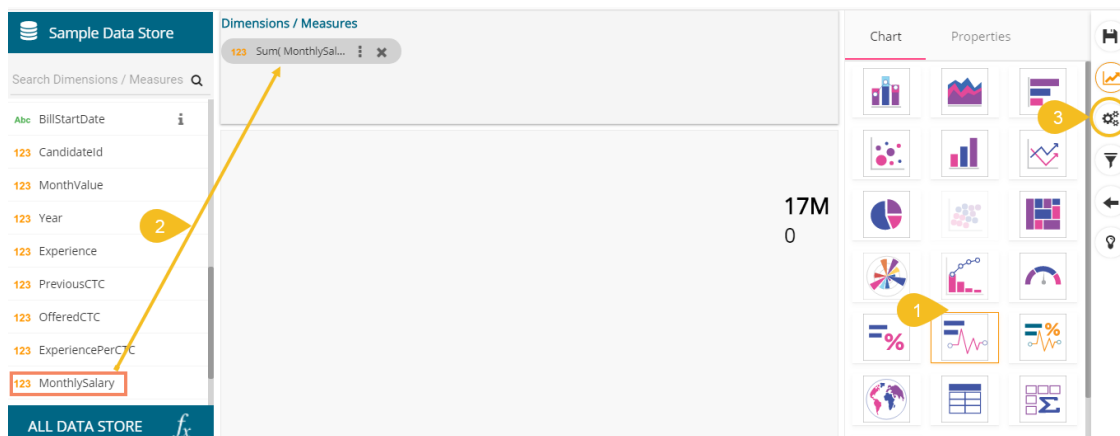 Sample Data Store
Search Dimensions / Measures
Abc BillStartDate i
123 CandidateId
123 MonthValue
123 Year
123 Experience
123 PreviousCTC
123 OfferedCTC
123 ExperiencePerCTC
123 MonthlySalary
ALL DATA STORE fx
2
Dimensions / Measures
123 Sum( MonthlySal...
17M
0
Chart Properties
3
1
%
%
Σ